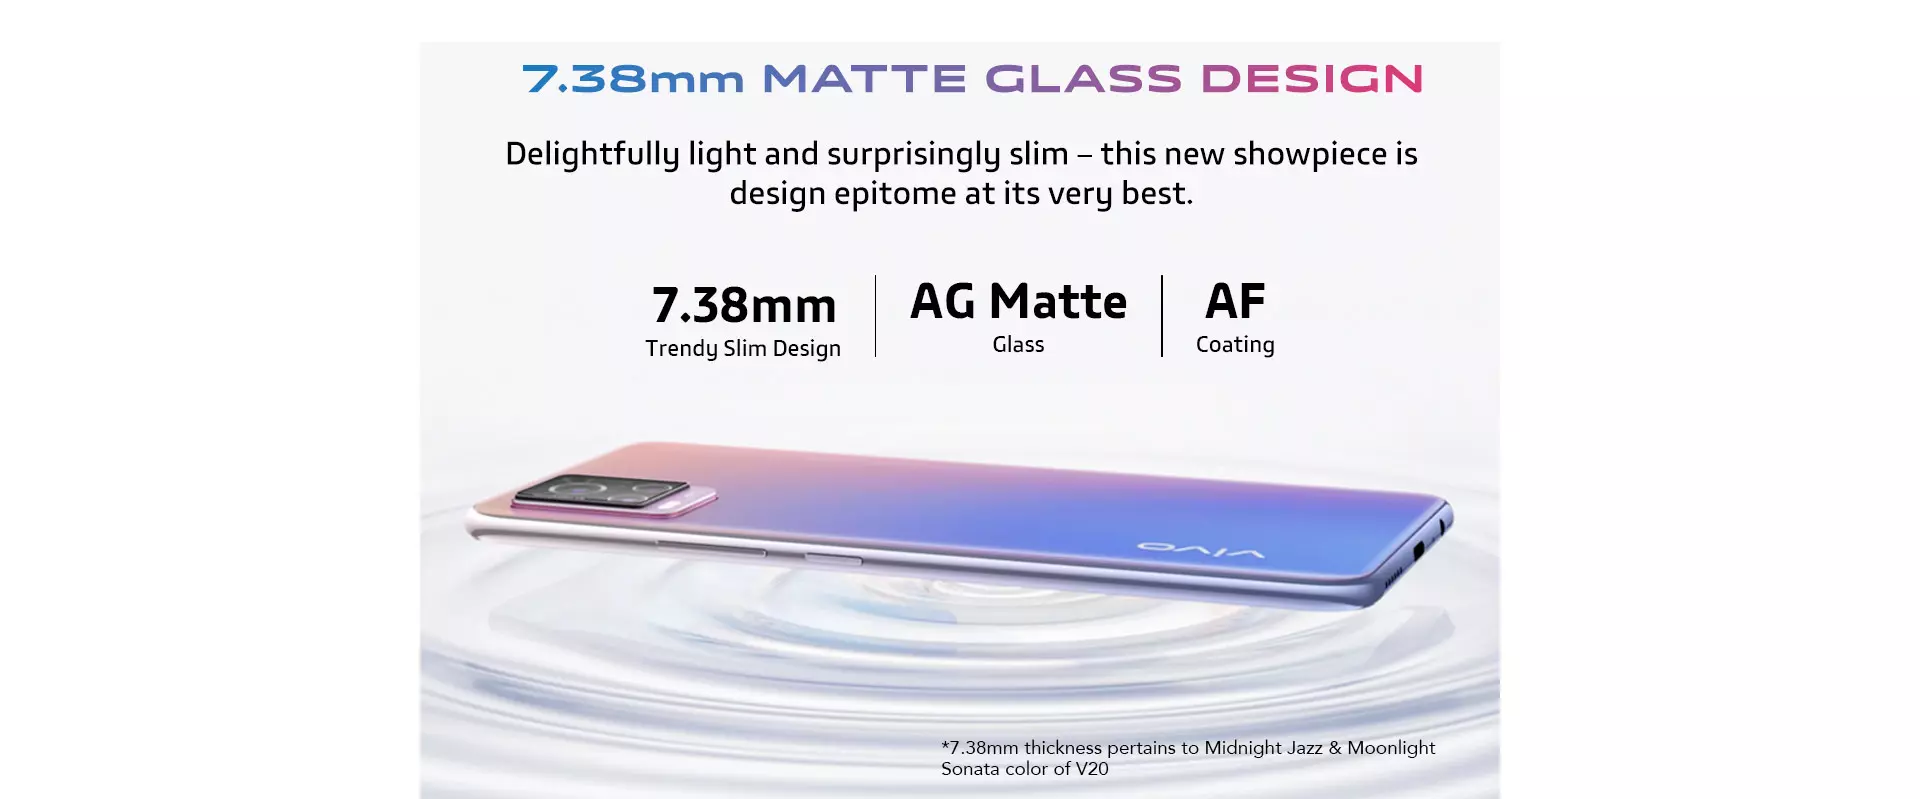 7.38mm MATTE GLASS DESIGN
Delightfully light and surprisingly slim – this new showpiece is
design epitome at its very best.
7.38mm
Trendy Slim Design
AG Matte
Glass
AF
Coating
vivo
*7.38mm thickness pertains to Midnight Jazz & Moonlight
Sonata color of V20